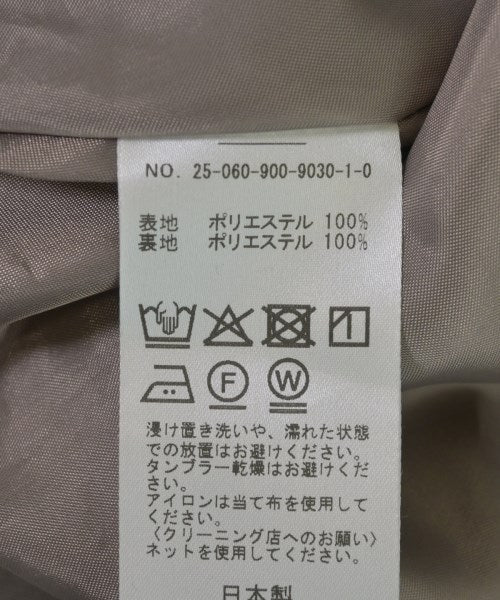 NO. 25-060-900-9030-1-0
表地 ポリエステル 100%
裏地 ポリエステル 100%
F W
浸け置き洗いや、濡れた状態
での放置はお避けください。
タンブラー乾燥はお避けくださ
い。
アイロンは当て布を使用して
ください。
〈クリーニング店へのお願い〉
ネットを使用してください。
日本製